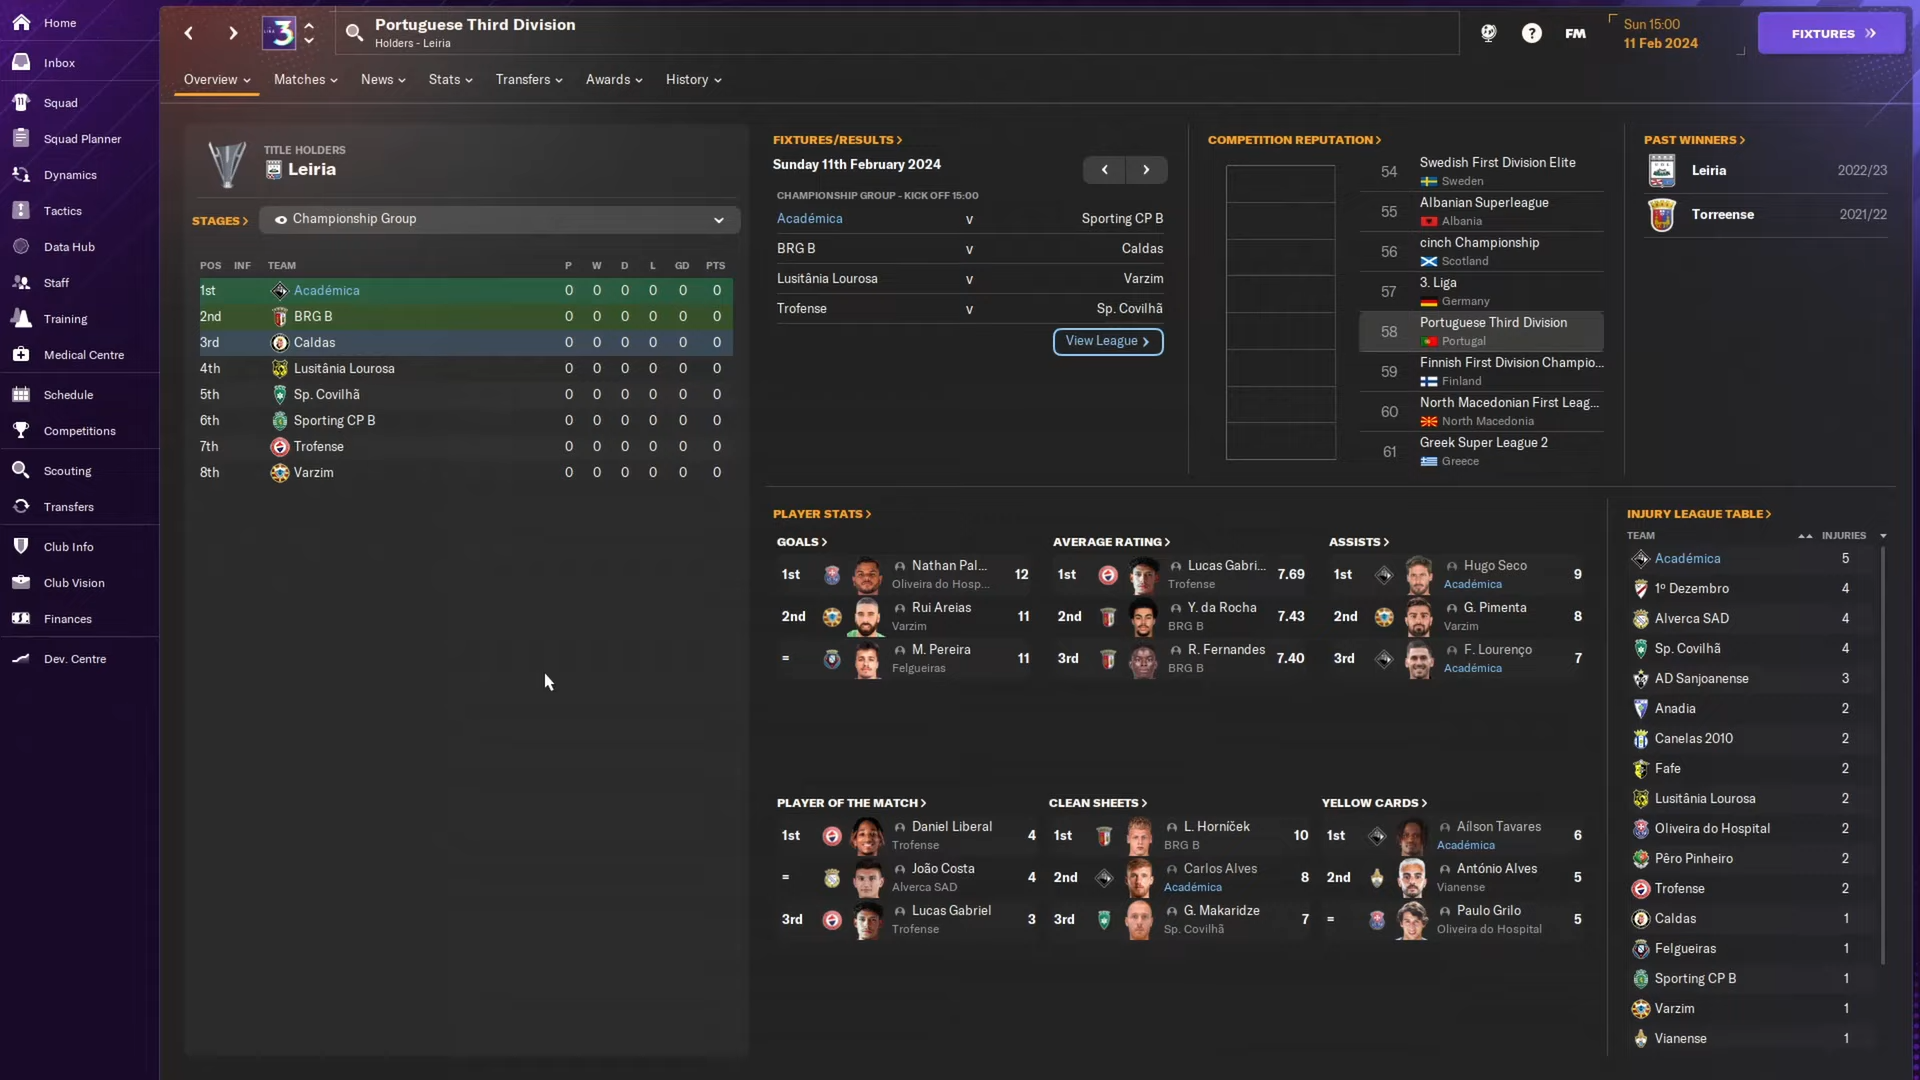 Home
Inbox
Squad
Squad Planner
Dynamics
Tactics
Data Hub
Staff
Training
Medical Centre
Schedule
Competitions
Scouting
Transfers
Club Info
Club Vision
Finances
Dev. Centre
3
Portuguese Third Division
Holders - Leiria
?
FM
Sun 15:00
11 Feb 2024
FIXTURES
Overview
Matches
News
Stats
Transfers
Awards
History
TITLE HOLDERS
Leiria
STAGES
Championship Group
POS INF TEAM P W D L GD PTS
1st Académica 0 0 0 0 0 0
2nd BRG B 0 0 0 0 0 0
3rd Caldas 0 0 0 0 0 0
4th Lusitânia Lourosa 0 0 0 0 0 0
5th Sp. Covilhã 0 0 0 0 0 0
6th Sporting CP B 0 0 0 0 0 0
7th Trofense 0 0 0 0 0 0
8th Varzim 0 0 0 0 0 0
FIXTURES/RESULTS
Sunday 11th February 2024
CHAMPIONSHIP GROUP - KICK OFF 15:00
Académica v Sporting CP B
BRG B v Caldas
Lusitânia Lourosa v Varzim
Trofense v Sp. Covilhã
View League
COMPETITION REPUTATION
54 Swedish First Division Elite
Sweden
55 Albanian Superleague
Albania
56 cinch Championship
Scotland
57 3. Liga
Germany
58 Portuguese Third Division
Portugal
59 Finnish First Division Champio...
Finland
60 North Macedonian First Leag...
North Macedonia
61 Greek Super League 2
Greece
PAST WINNERS
Leiria 2022/23
Torreense 2021/22
PLAYER STATS
GOALS
1st Nathan Pal... 12
Oliveira do Hosp...
2nd Rui Areias 11
Varzim
= M. Pereira 11
Felgueiras
AVERAGE RATING
1st Lucas Gabri... 7.69
Trofense
2nd Y. da Rocha 7.43
BRG B
3rd R. Fernandes 7.40
BRG B
ASSISTS
1st Hugo Seco 9
Académica
2nd G. Pimenta 8
Varzim
3rd F. Lourenço 7
Académica
PLAYER OF THE MATCH
1st Daniel Liberal 4
Trofense
= João Costa 4
Alverca SAD
3rd Lucas Gabriel 3
Trofense
CLEAN SHEETS
1st L. Horníček 10
BRG B
2nd Carlos Alves 8
Académica
3rd G. Makaridze 7
Sp. Covilhã
YELLOW CARDS
1st Aílson Tavares 6
Académica
2nd António Alves 5
Vianense
= Paulo Grilo 5
Oliveira do Hospital
INJURY LEAGUE TABLE
TEAM INJURIES
Académica 5
1º Dezembro 4
Alverca SAD 4
Sp. Covilhã 4
AD Sanjoanense 3
Anadia 2
Canelas 2010 2
Fafe 2
Lusitânia Lourosa 2
Oliveira do Hospital 2
Pêro Pinheiro 2
Trofense 2
Caldas 1
Felgueiras 1
Sporting CP B 1
Varzim 1
Vianense 1